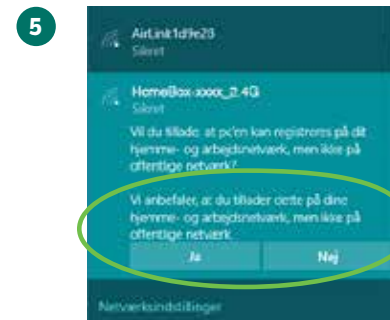 5
AirLink1d9e28
Sikret
HomeBox-xxxx_2.4G
Sikret
Vil du tillade, at pc'en kan registreres på dit
hjemme- og arbejdsnetværk, men ikke på
offentlige netværk?
Vi anbefaler, at du tillader dette på dine
hjemme- og arbejdsnetværk, men ikke på
offentlige netværk.
Ja Nej
Netværksindstillinger